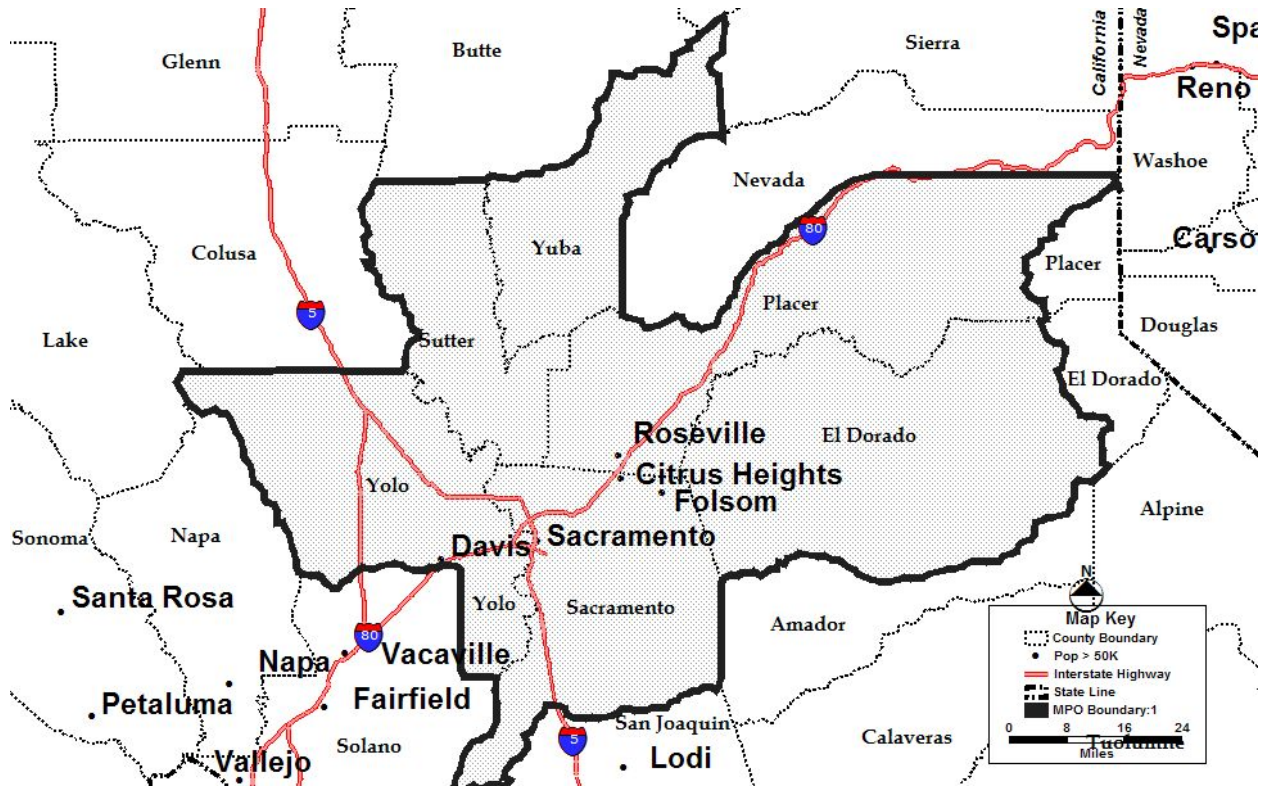 Glenn
Butte
Sierra
California
Nevada
Spa
Reno
Washoe
Nevada
Colusa
Yuba
80
Carso
Placer
Placer
5
Lake
Sutter
Douglas
El Dorado
Roseville
El Dorado
Citrus Heights
Folsom
Yolo
Alpine
Sonoma
Napa
Davis
Sacramento
Santa Rosa
Yolo
Sacramento
Amador
N
80
Napa
Vacaville
Petaluma
Fairfield
San Joaquin
Solano
5
Calaveras
Vallejo
Lodi
Map Key
County Boundary
Pop > 50K
Interstate Highway
State Line
MPO Boundary:1
0 8 16 24
Miles
Tuolumne